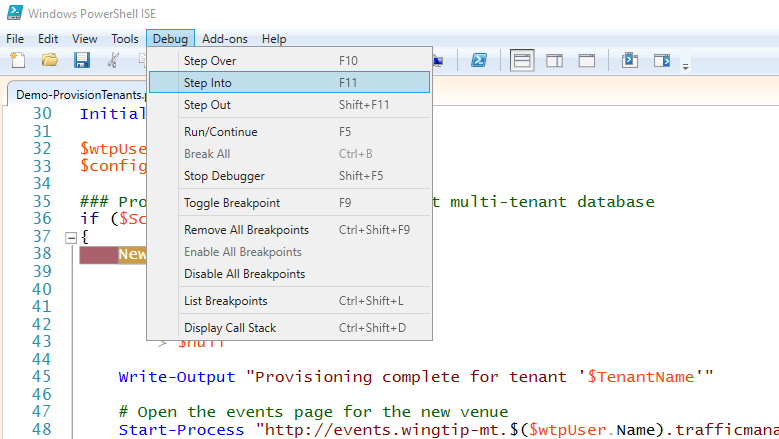 Windows PowerShell ISE
File Edit View Tools Debug Add-ons Help
Step Over F10
Step Into F11
Step Out Shift+F11
Run/Continue F5
Break All Ctrl+B
Stop Debugger Shift+F5
Toggle Breakpoint F9
Remove All Breakpoints Ctrl+Shift+F9
Enable All Breakpoints
Disable All Breakpoints
List Breakpoints Ctrl+Shift+L
Display Call Stack Ctrl+Shift+D
Demo-ProvisionTenants.p
30 Initial
31
32 $wtpUse
33 $config
34
35 ### Pro t multi-tenant database
36 if ($Sc
37 {
38 New
39
40
41
42
43 > $null
44
45 Write-Output "Provisioning complete for tenant '$TenantName'"
46
47 # Open the events page for the new venue
48 Start-Process "http://events.wingtip-mt.$($wtpUser.Name).trafficmana